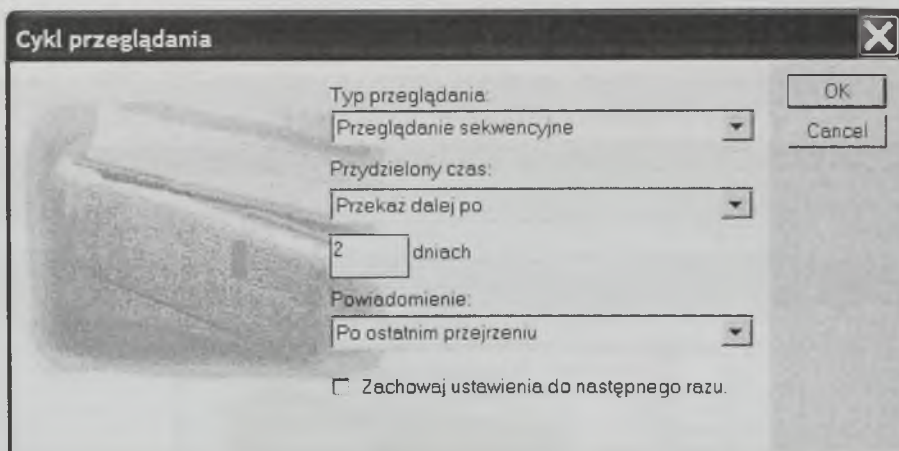 Cykl przeglądania
Typ przeglądania:
OK
Przeglądanie sekwencyjne
Cancel
Przydzielony czas:
Przekaż dalej po
2 dniach
Powiadomienie:
Po ostatnim przejrzeniu
Zachowaj ustawienia do następnego razu.